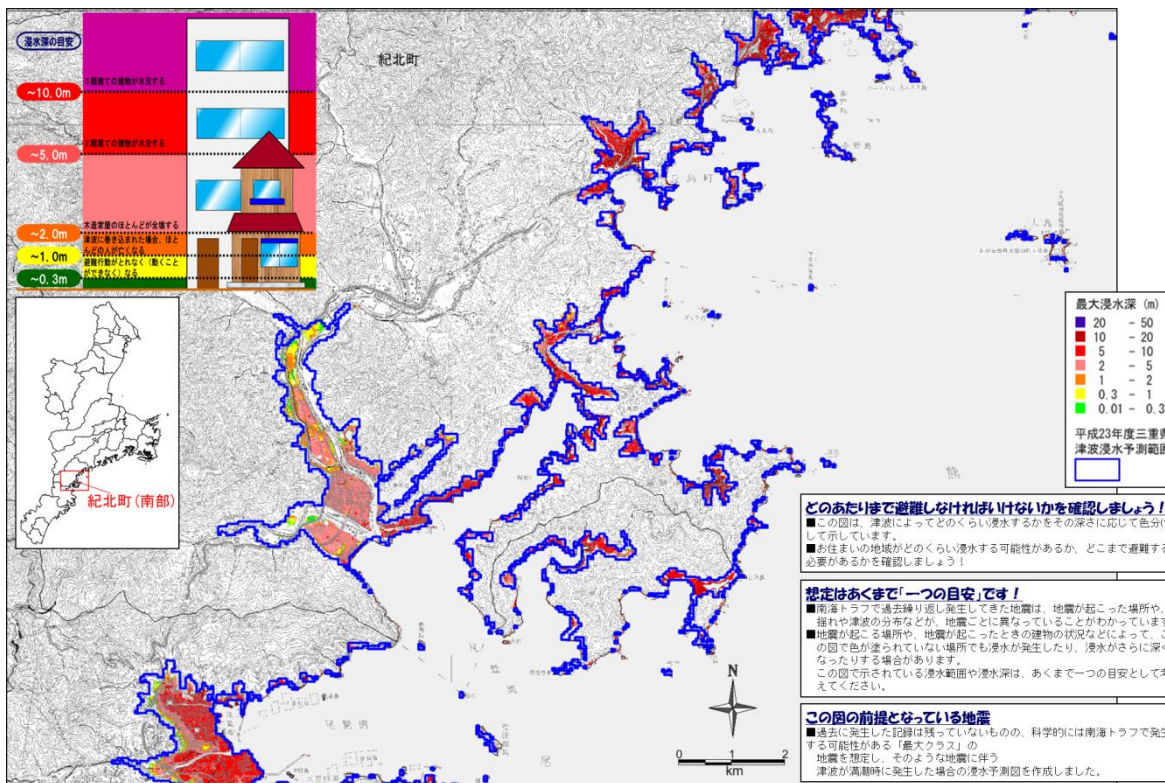 浸水深の目安
3階建ての建物が水没する
~10.0m
2階建ての建物が水没する
~5.0m
木造家屋のほとんどが全壊する
~2.0m
津波に巻き込まれた場合、ほと
んどの人が亡くなる
~1.0m
避難行動がとれなく（動くこと
ができなく）なる
~0.3m
紀北町
紀北町(南部)
最大浸水深 (m)
20 - 50
10 - 20
5 - 10
2 - 5
1 - 2
0.3 - 1
0.01 - 0.3
平成23年度三重県
津波浸水予測範囲
尾鷲湾
熊
N
0 1 2
km
どのあたりまで避難しなければいけないかを確認しましょう！
■この図は、津波によってどのくらい浸水するかをその深さに応じて色分け
して示しています。
■お住まいの地域がどのくらい浸水する可能性があるか、どこまで避難する
必要があるかを確認しましょう！
想定はあくまで「一つの目安」です！
■南海トラフで過去繰り返し発生してきた地震は、地震が起こった場所や、
揺れや津波の分布などが、地震ごとに異なっていることがわかっています
■地震が起こる場所や、地震が起こったときの建物の状況などによって、こ
の図で色が塗られていない場所でも浸水が発生したり、浸水がさらに深く
なったりする場合があります。
この図で示されている浸水範囲や浸水深は、あくまで一つの目安として考
えてください。
この図の前提となっている地震
■過去に発生した記録は残っていないものの、科学的には南海トラフで発生
する可能性がある「最大クラス」の
地震を想定し、そのような地震に伴う
津波が満潮時に発生した場合の浸水予測図を作成しました。